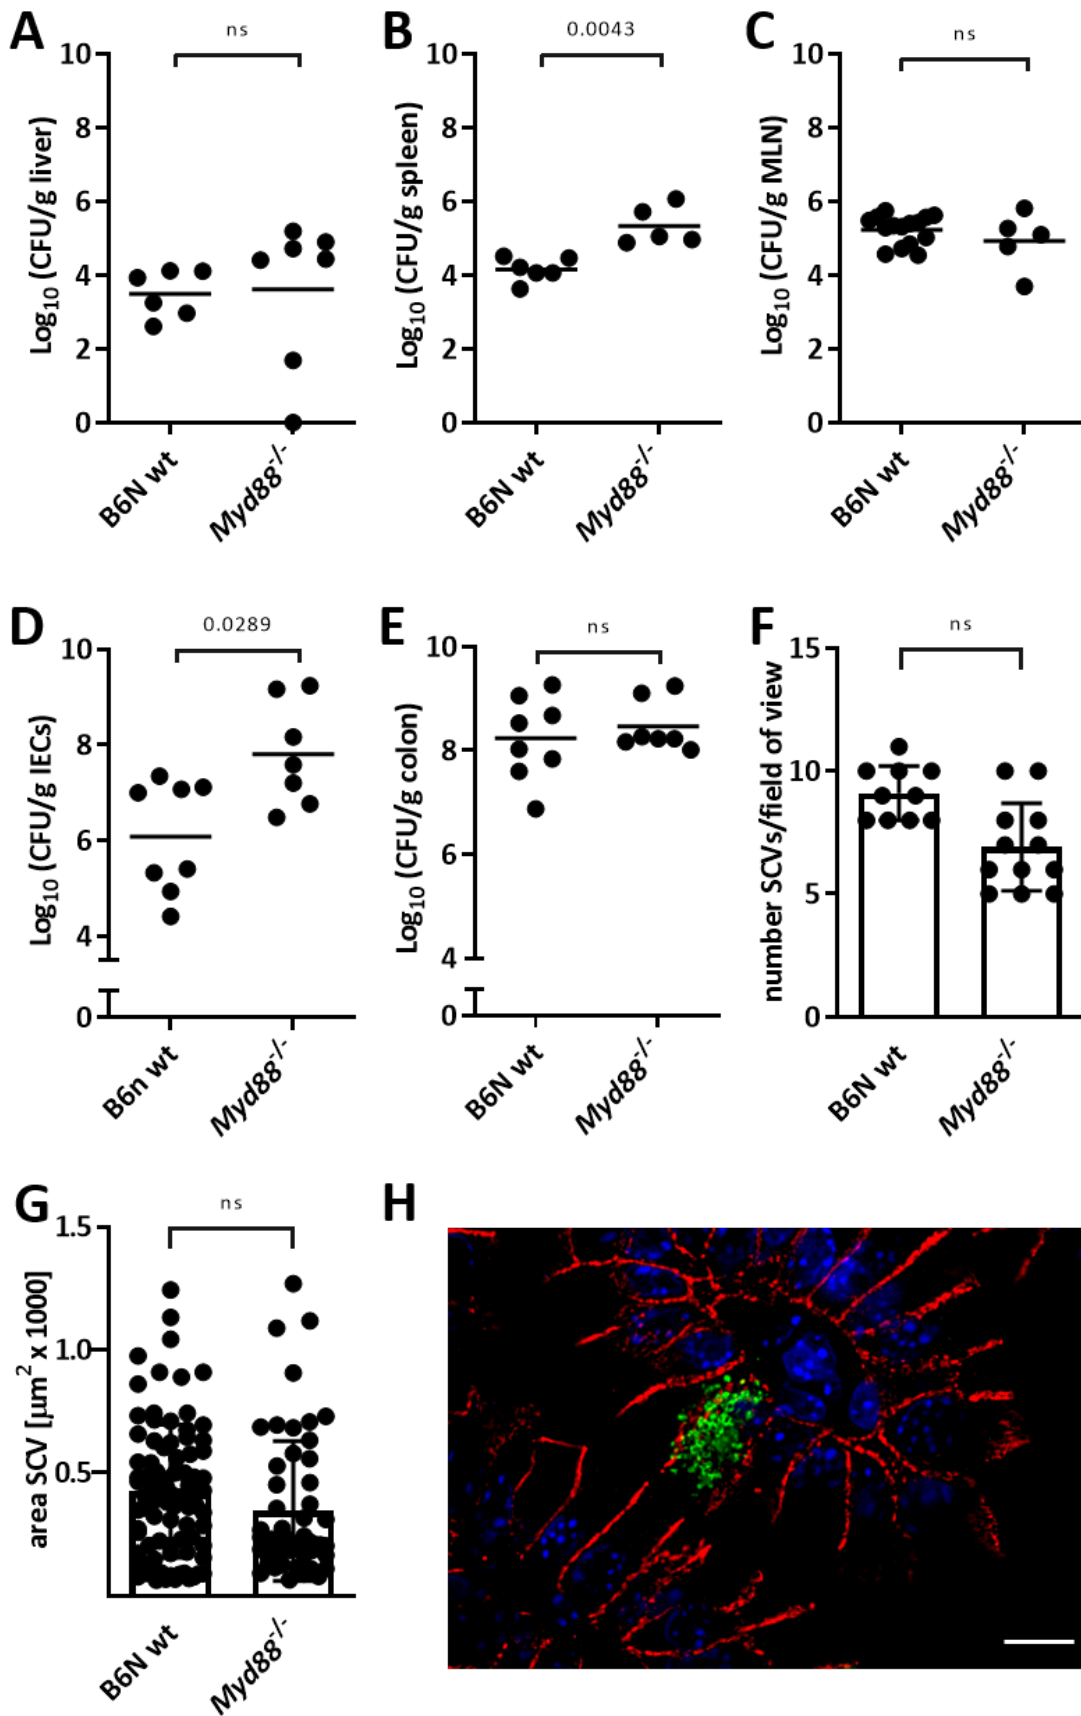 A
ns
Log10 (CFU/g liver)
10
8
6
4
2
0
B6N wt
Myd88-/-
B
0.0043
Log10 (CFU/g spleen)
10
8
6
4
2
0
B6N wt
Myd88-/-
C
ns
Log10 (CFU/g MLN)
10
8
6
4
2
0
B6N wt
Myd88-/-
D
0.0289
Log10 (CFU/g IECs)
10
8
6
4
0
B6n wt
Myd88-/-
E
ns
Log10 (CFU/g colon)
10
8
6
4
0
B6N wt
Myd88-/-
F
ns
number SCVs/field of view
15
10
5
0
B6N wt
Myd88-/-
G
ns
area SCV [µm² x 1000]
1.5
1.0
0.5
B6N wt
Myd88-/-
H